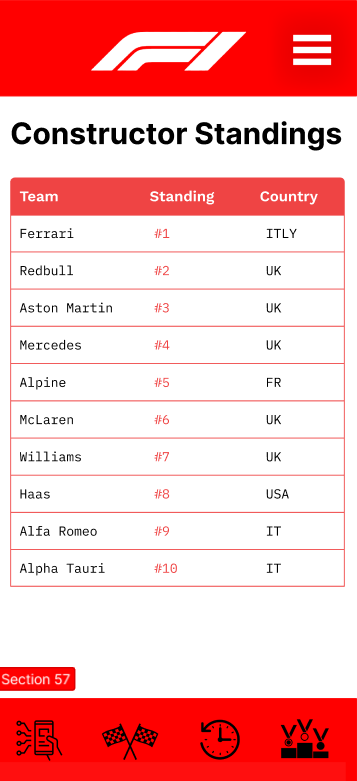 F1
Constructor Standings
Team Standing Country
Ferrari #1 ITLY
Redbull #2 UK
Aston Martin #3 UK
Mercedes #4 UK
Alpine #5 FR
McLaren #6 UK
Williams #7 UK
Haas #8 USA
Alfa Romeo #9 IT
Alpha Tauri #10 IT
Section 57